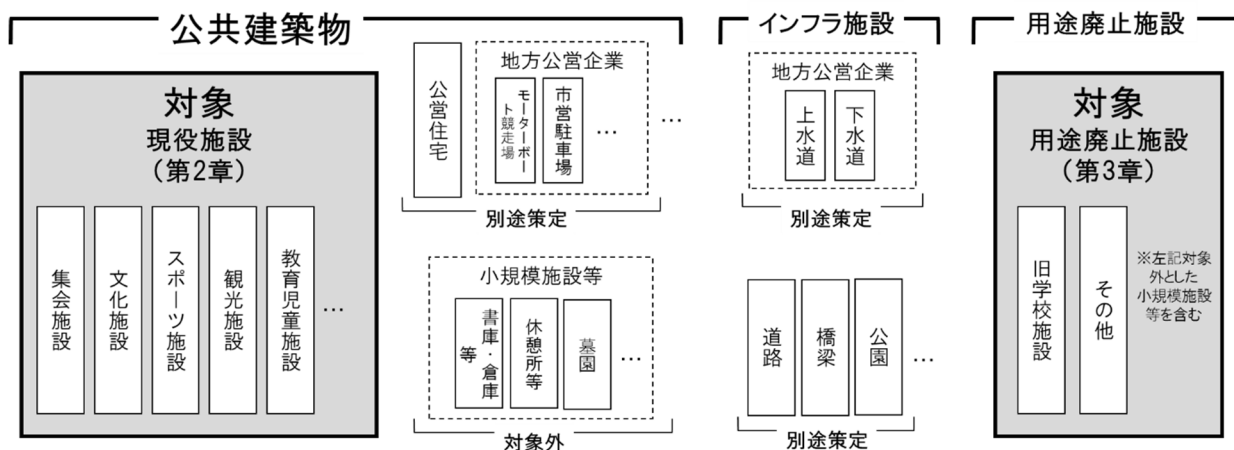 公共建築物
対象
現役施設
（第2章）
集会施設
文化施設
スポーツ施設
観光施設
教育児童施設
…
公営住宅
地方公営企業
モーターボー
ト競走場
市営駐車場
…
…
別途策定
小規模施設等
書庫・倉庫
等
休憩所等
墓園
…
対象外
インフラ施設
地方公営企業
上水道
下水道
別途策定
道路
橋梁
公園
…
別途策定
用途廃止施設
対象
用途廃止施設
（第3章）
旧学校施設
その他
※左記対象
外とした
小規模施設
等を含む